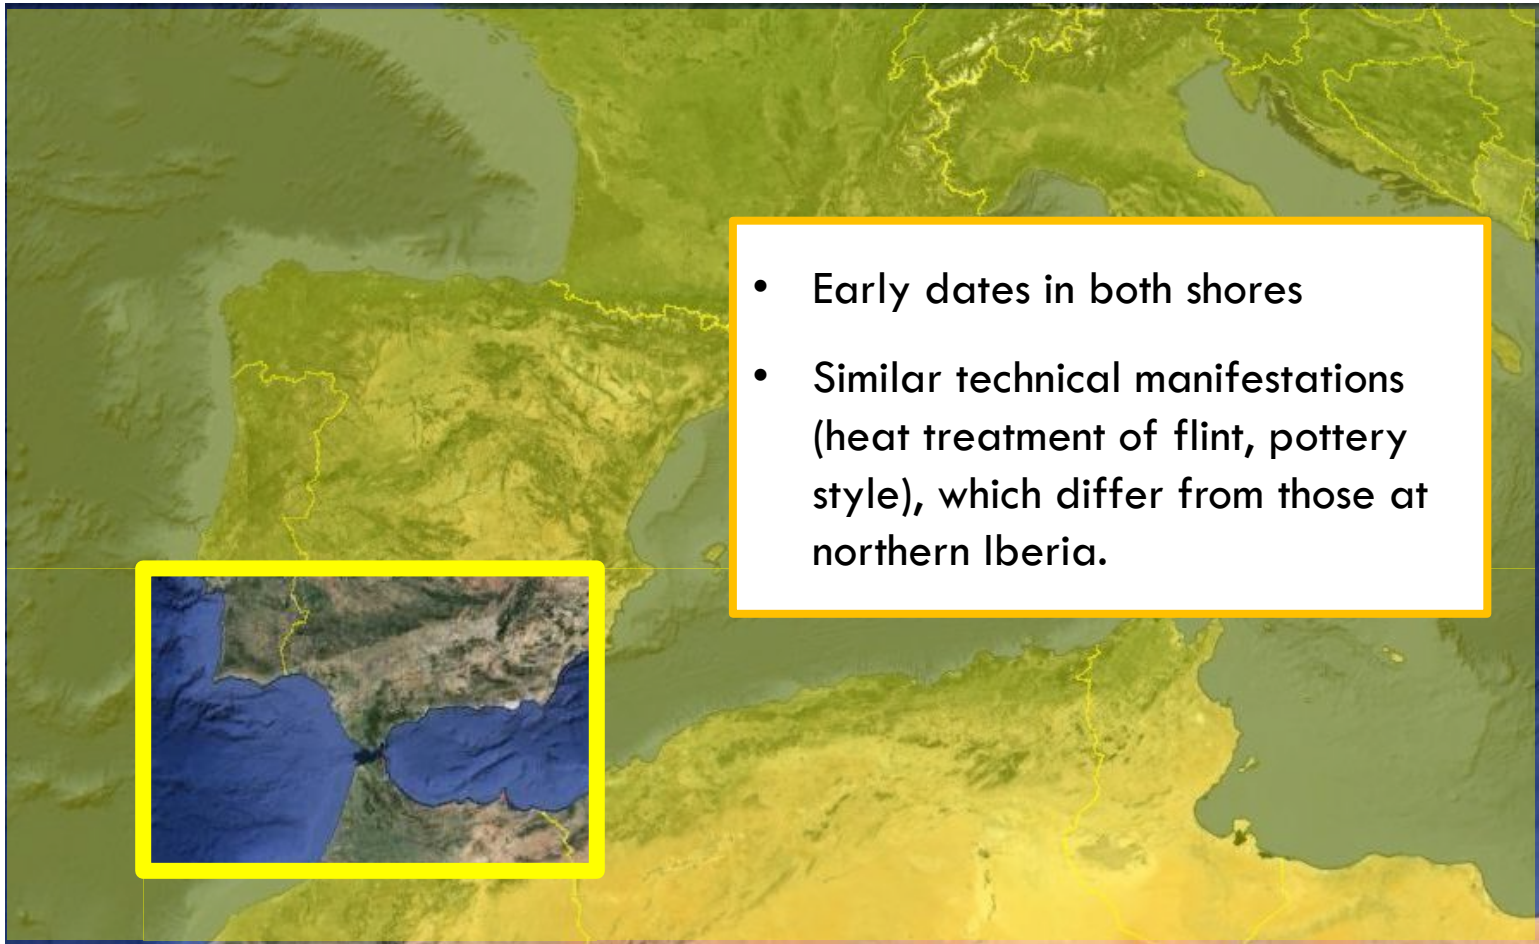 • Early dates in both shores
• Similar technical manifestations
(heat treatment of flint, pottery
style), which differ from those at
northern Iberia.